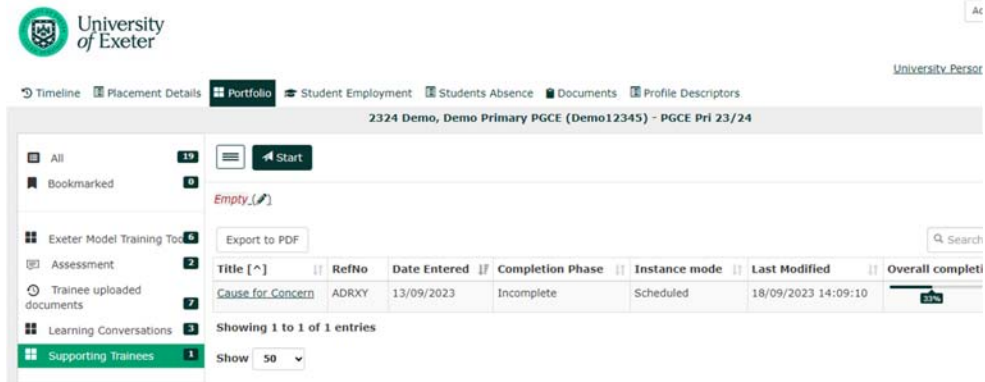 University
of Exeter
Ad
University Person
Timeline Placement Details Portfolio Student Employment Students Absence Documents Profile Descriptors
2324 Demo, Demo Primary PGCE (Demo12345) - PGCE Pri 23/24
All 19
Bookmarked 0
Exeter Model Training Too 6
Assessment 2
Trainee uploaded
documents 7
Learning Conversations 3
Supporting Trainees 1
Start
Empty (
)
Export to PDF
Search
Title [^] RefNo Date Entered Completion Phase Instance mode Last Modified Overall completi
Cause for Concern ADRXY 13/09/2023 Incomplete Scheduled 18/09/2023 14:09:10
33%
Showing 1 to 1 of 1 entries
Show 50